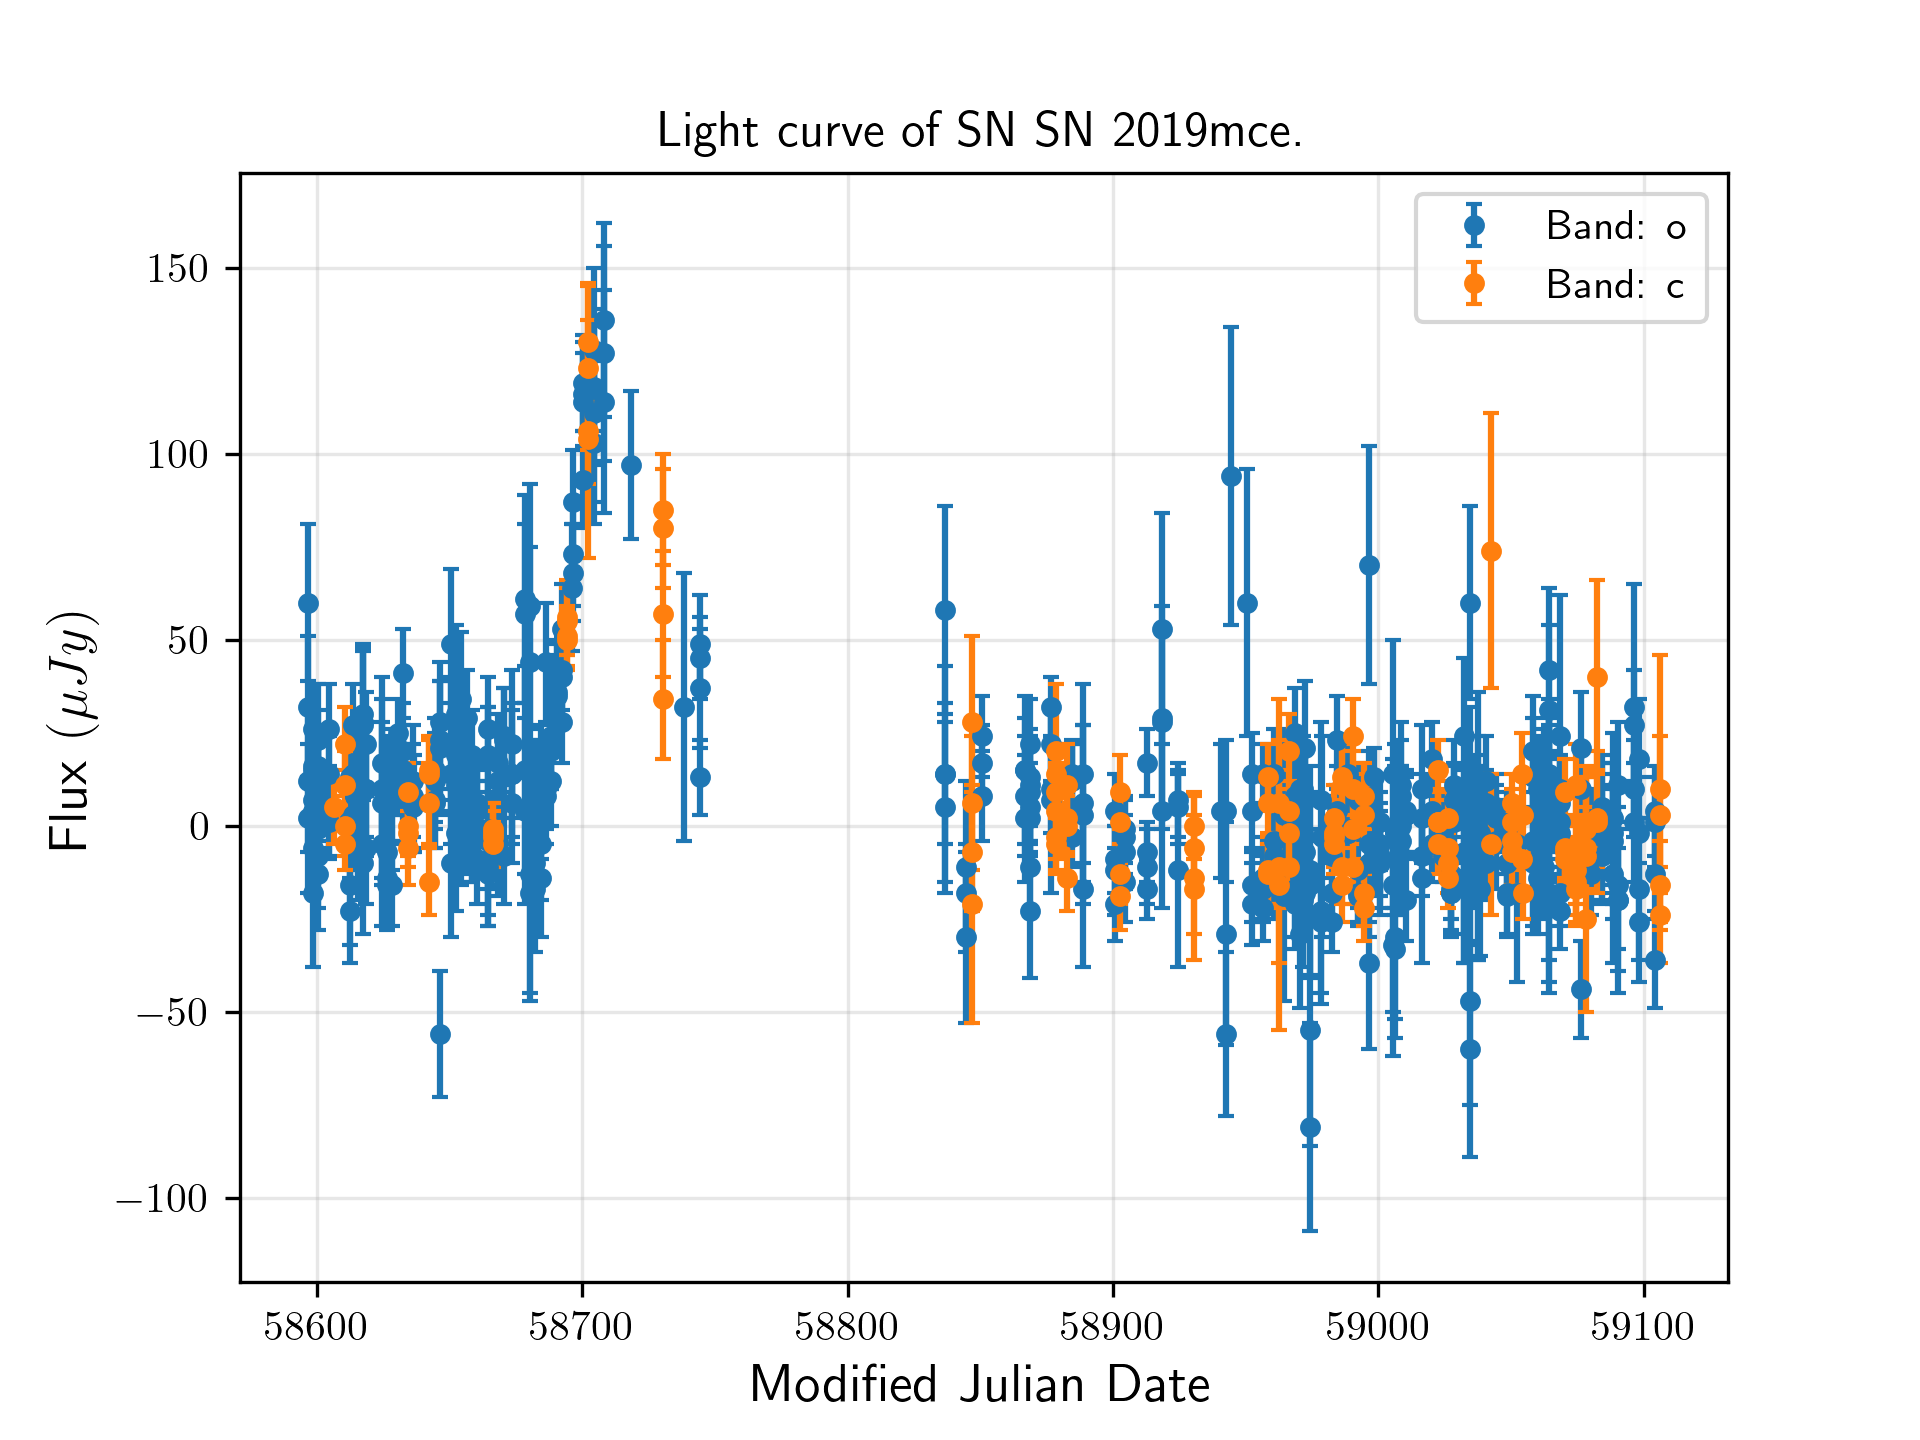 Light curve of SN SN 2019mce.
Band: o
Band: c
150
100
50
0
−50
−100
Flux (μJy)
58600 58700 58800 58900 59000 59100
Modified Julian Date